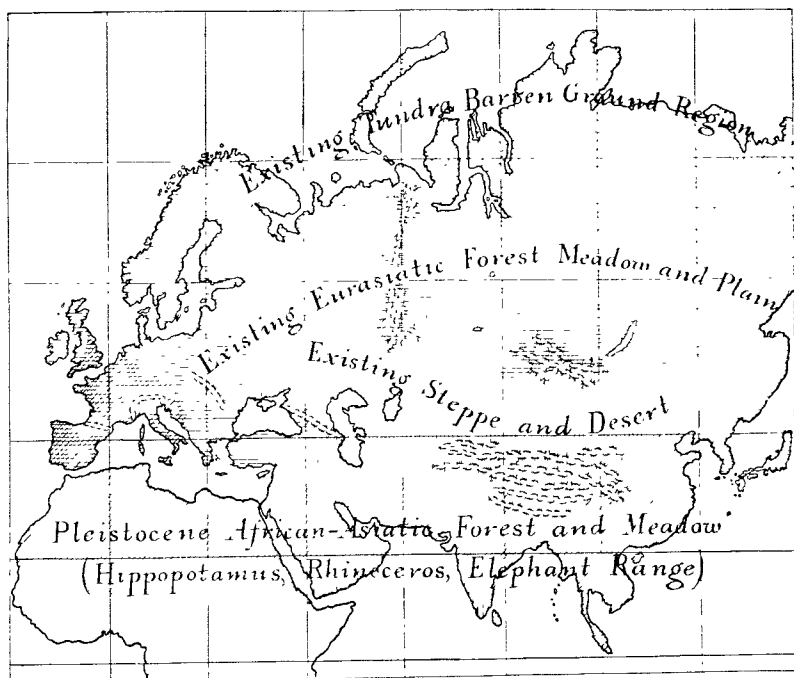 Existing Tundra Barren Ground Region
Existing Eurasiatic Forest Meadow and Plain
Existing Steppe and Desert
Pleistocene African-Asiatic Forest and Meadow
(Hippopotamus, Rhineceros, Elephant Range)